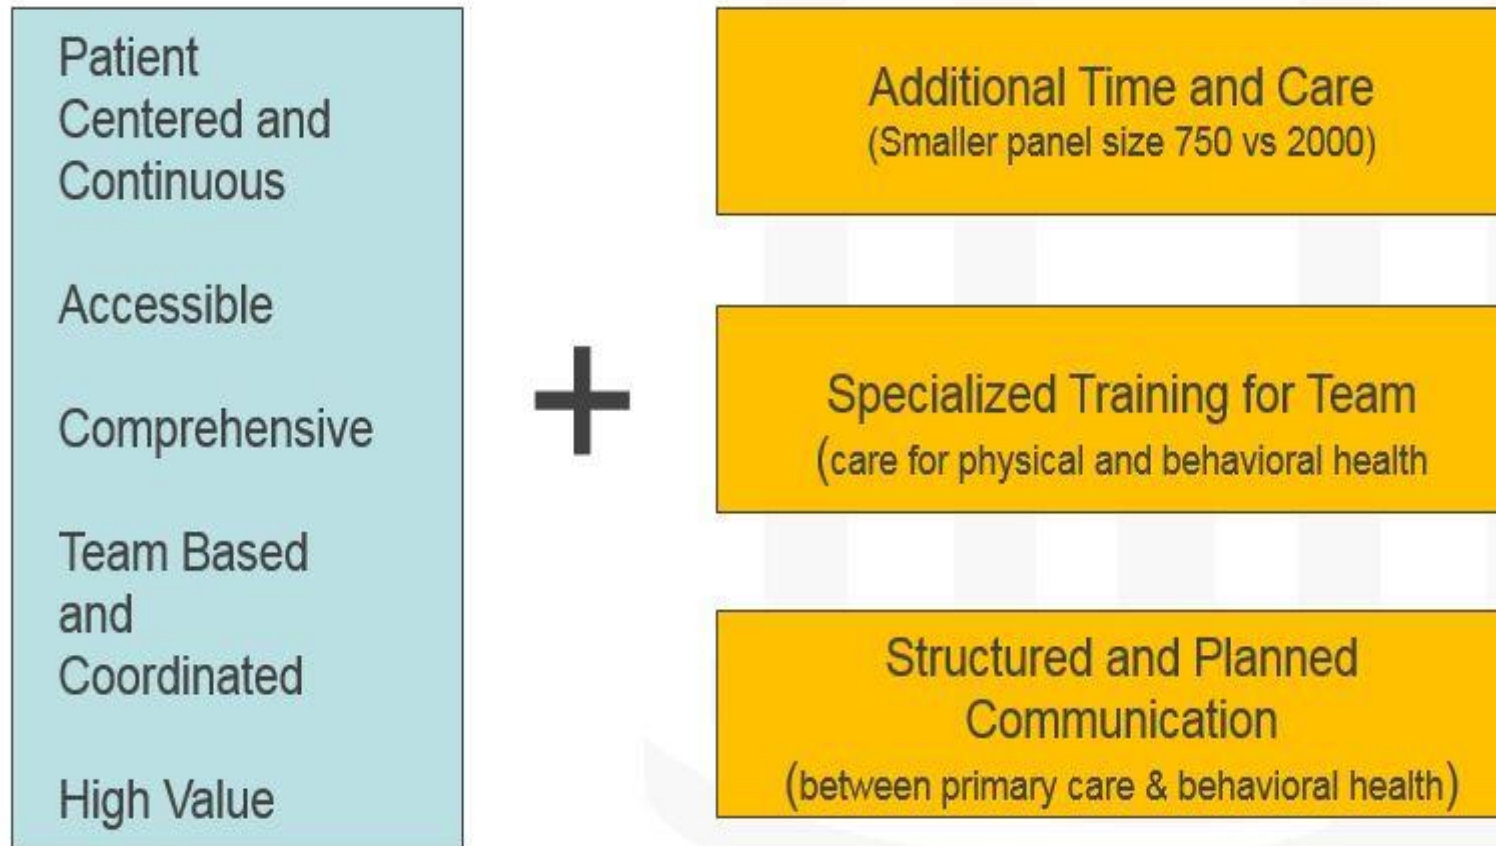 Patient
Centered and
Continuous
Accessible
Comprehensive
Team Based
and
Coordinated
High Value
+
Additional Time and Care
(Smaller panel size 750 vs 2000)
Specialized Training for Team
(care for physical and behavioral health
Structured and Planned
Communication
(between primary care & behavioral health)